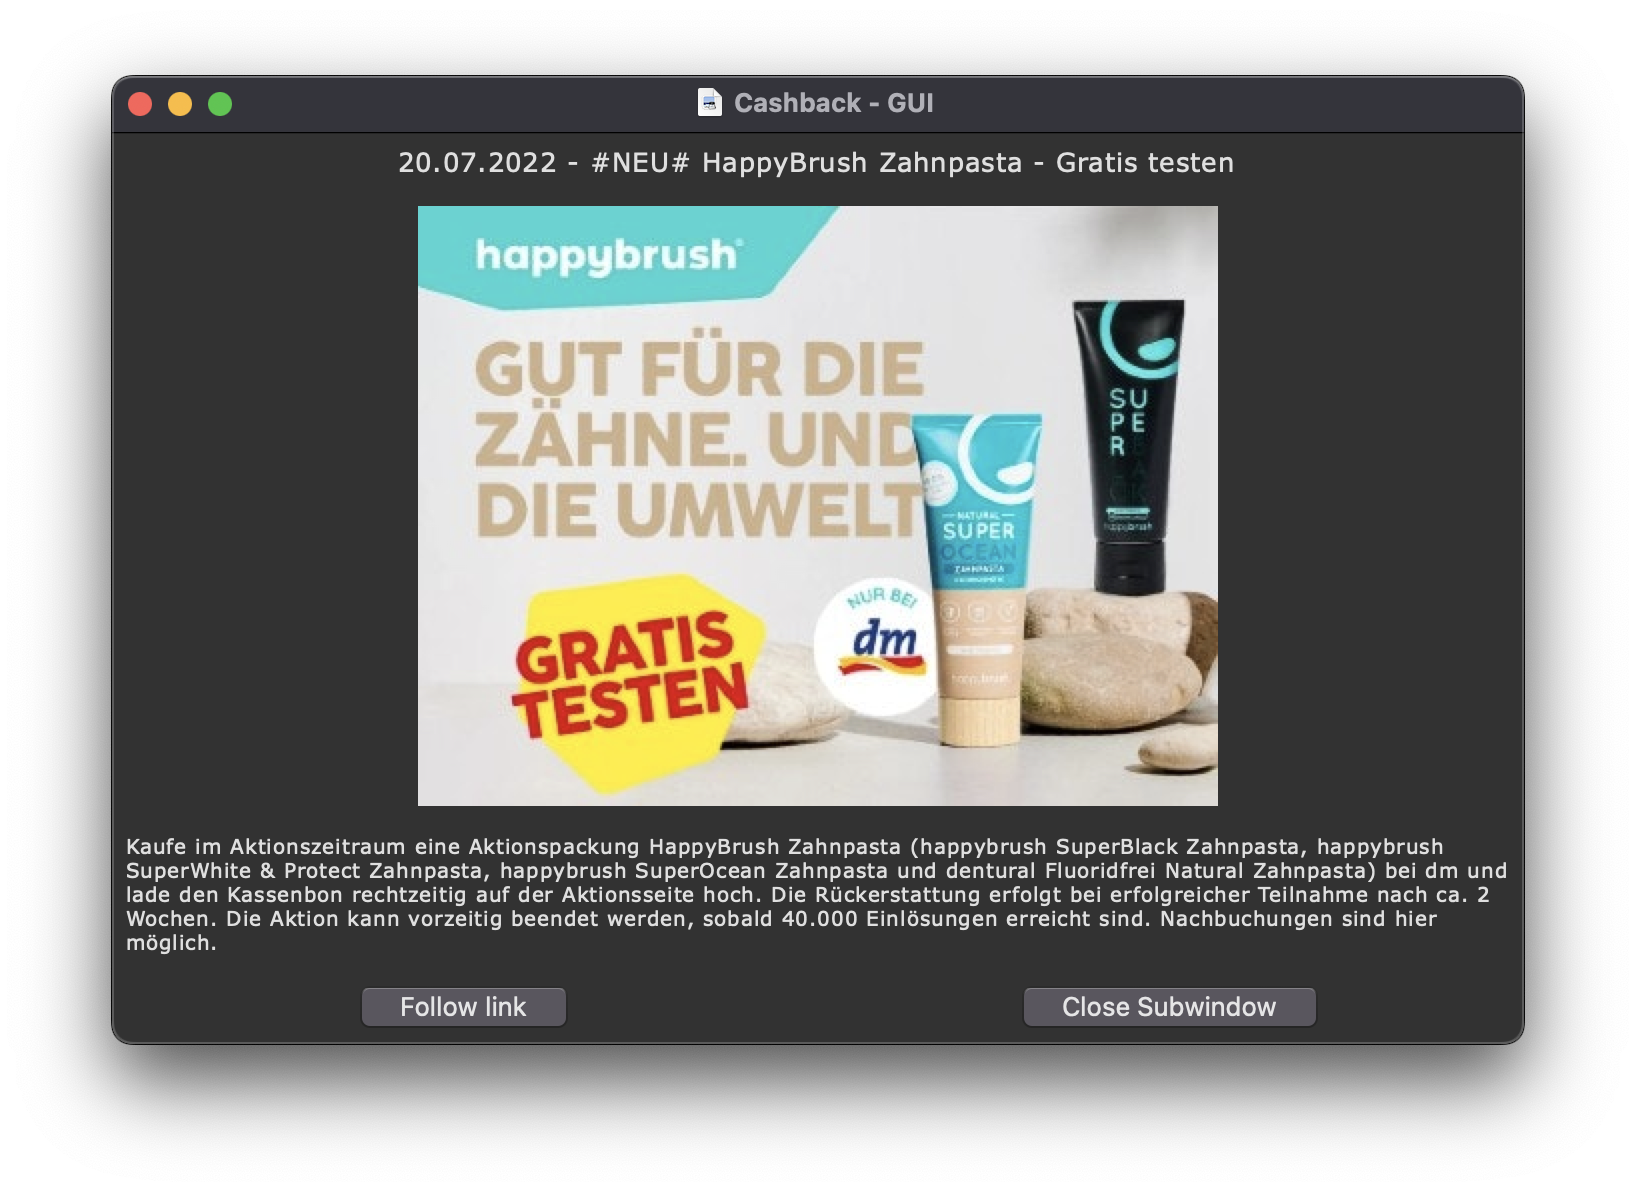 Cashback - GUI
20.07.2022 - #NEU# HappyBrush Zahnpasta - Gratis testen
happybrush
GUT FÜR DIE
ZÄHNE. UND
DIE UMWELT
GRATIS
TESTEN
NUR BEI
dm
NATURAL
SUPER
OCEAN
ZAHNPASTA
SU
PE
R
happybrush
Kaufe im Aktionszeitraum eine Aktionspackung HappyBrush Zahnpasta (happybrush SuperBlack Zahnpasta, happybrush
SuperWhite & Protect Zahnpasta, happybrush SuperOcean Zahnpasta und dentural Fluoridfrei Natural Zahnpasta) bei dm und
lade den Kassenbon rechtzeitig auf der Aktionsseite hoch. Die Rückerstattung erfolgt bei erfolgreicher Teilnahme nach ca. 2
Wochen. Die Aktion kann vorzeitig beendet werden, sobald 40.000 Einlösungen erreicht sind. Nachbuchungen sind hier
möglich.
Follow link
Close Subwindow